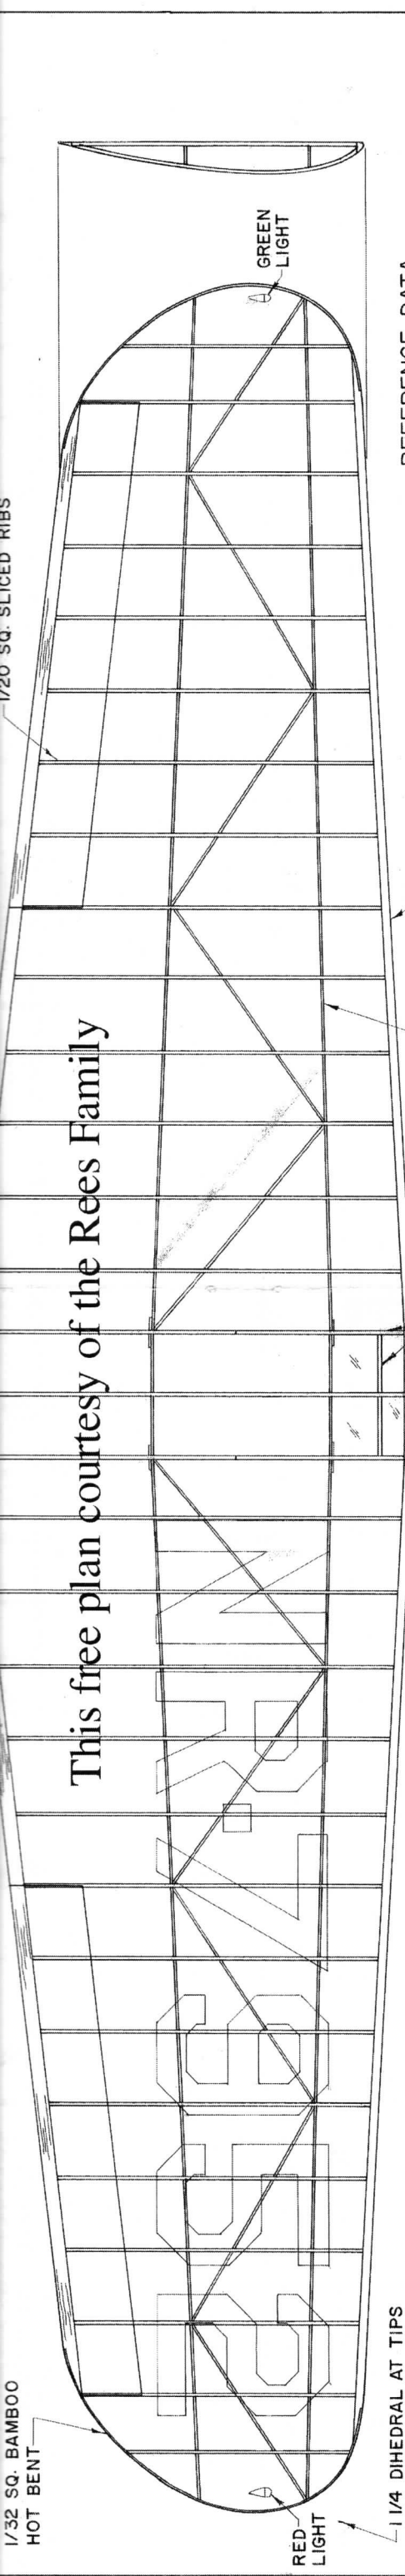 1/32 SQ. BAMBOO
HOT BENT
1/20 SQ. SLICED RIBS
This free plan courtesy of the Rees Family
GREEN
LIGHT
RED
LIGHT
1 1/4 DIHEDRAL AT TIPS
REFERENCE DATA